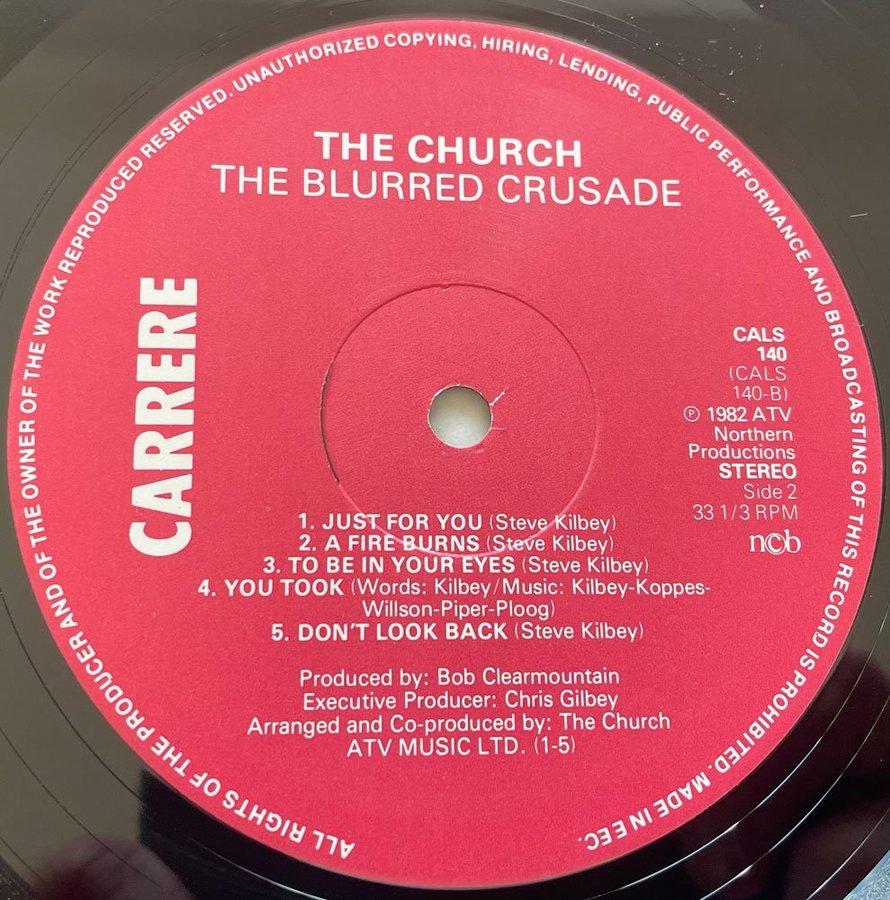 ALL RIGHTS OF THE PRODUCER AND OF THE OWNER OF THE WORK REPRODUCED RESERVED. UNAUTHORIZED COPYING, HIRING, LENDING, PUBLIC PERFORMANCE AND BROADCASTING OF THIS RECORD IS PROHIBITED. MADE IN EEC.
THE CHURCH
THE BLURRED CRUSADE
CARRERE
CALS
140
(CALS
140-B)
Ⓟ 1982 ATV
Northern
Productions
STEREO
Side 2
33 1/3 RPM
n©b
1. JUST FOR YOU (Steve Kilbey)
2. A FIRE BURNS (Steve Kilbey)
3. TO BE IN YOUR EYES (Steve Kilbey)
4. YOU TOOK (Words: Kilbey/Music: Kilbey-Koppes-
Willson-Piper-Ploog)
5. DON'T LOOK BACK (Steve Kilbey)
Produced by: Bob Clearmountain
Executive Producer: Chris Gilbey
Arranged and Co-produced by: The Church
ATV MUSIC LTD. (1-5)